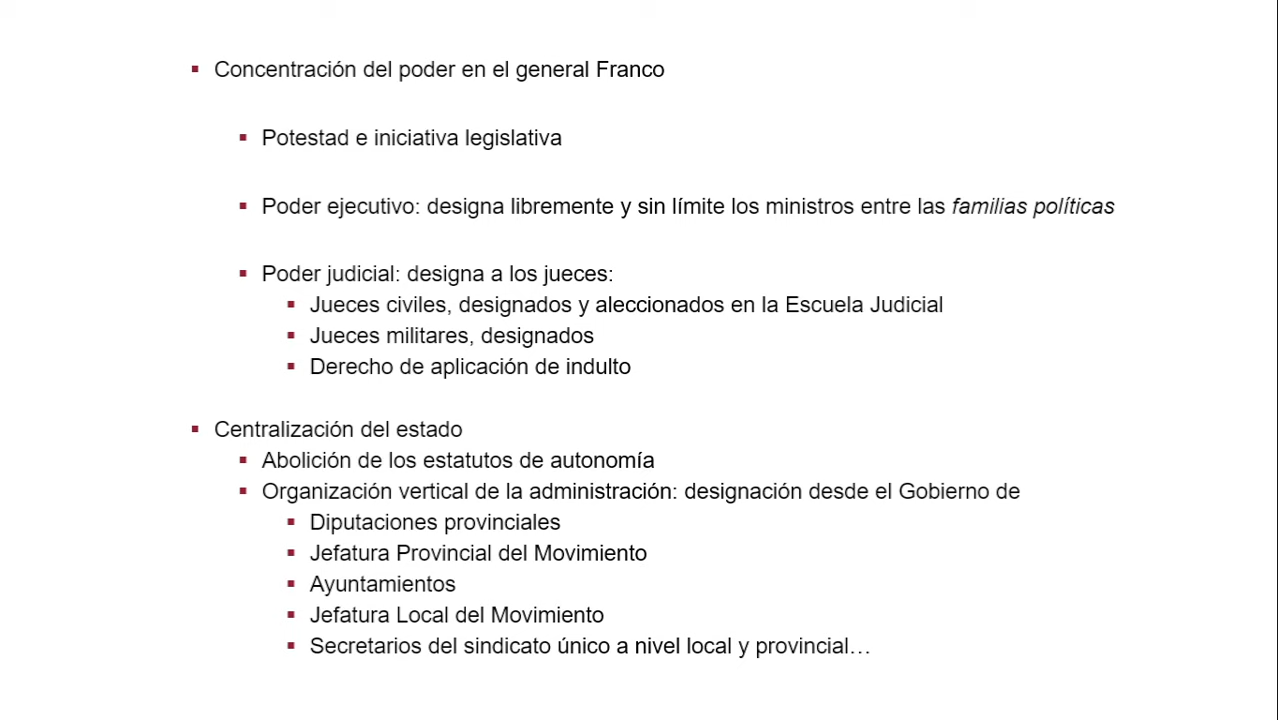 ▪ Concentración del poder en el general Franco
▪ Potestad e iniciativa legislativa
▪ Poder ejecutivo: designa libremente y sin límite los ministros entre las familias políticas
▪ Poder judicial: designa a los jueces:
▪ Jueces civiles, designados y aleccionados en la Escuela Judicial
▪ Jueces militares, designados
▪ Derecho de aplicación de indulto
▪ Centralización del estado
▪ Abolición de los estatutos de autonomía
▪ Organización vertical de la administración: designación desde el Gobierno de
▪ Diputaciones provinciales
▪ Jefatura Provincial del Movimiento
▪ Ayuntamientos
▪ Jefatura Local del Movimiento
▪ Secretarios del sindicato único a nivel local y provincial…